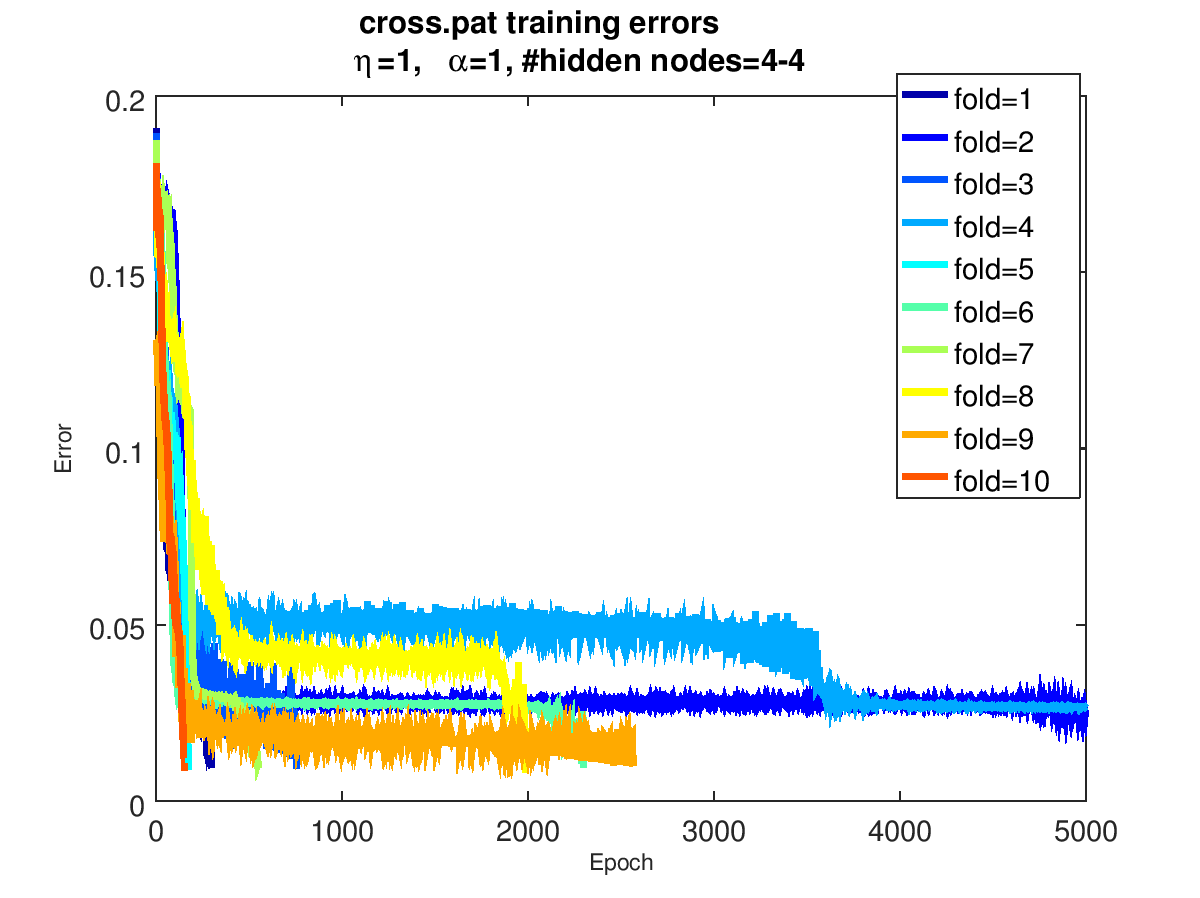 cross.pat training errors
η=1, α=1, #hidden nodes=4-4
fold=1
fold=2
fold=3
fold=4
fold=5
fold=6
fold=7
fold=8
fold=9
fold=10
0.2
0.15
0.1
0.05
0
Error
0 1000 2000 3000 4000 5000
Epoch